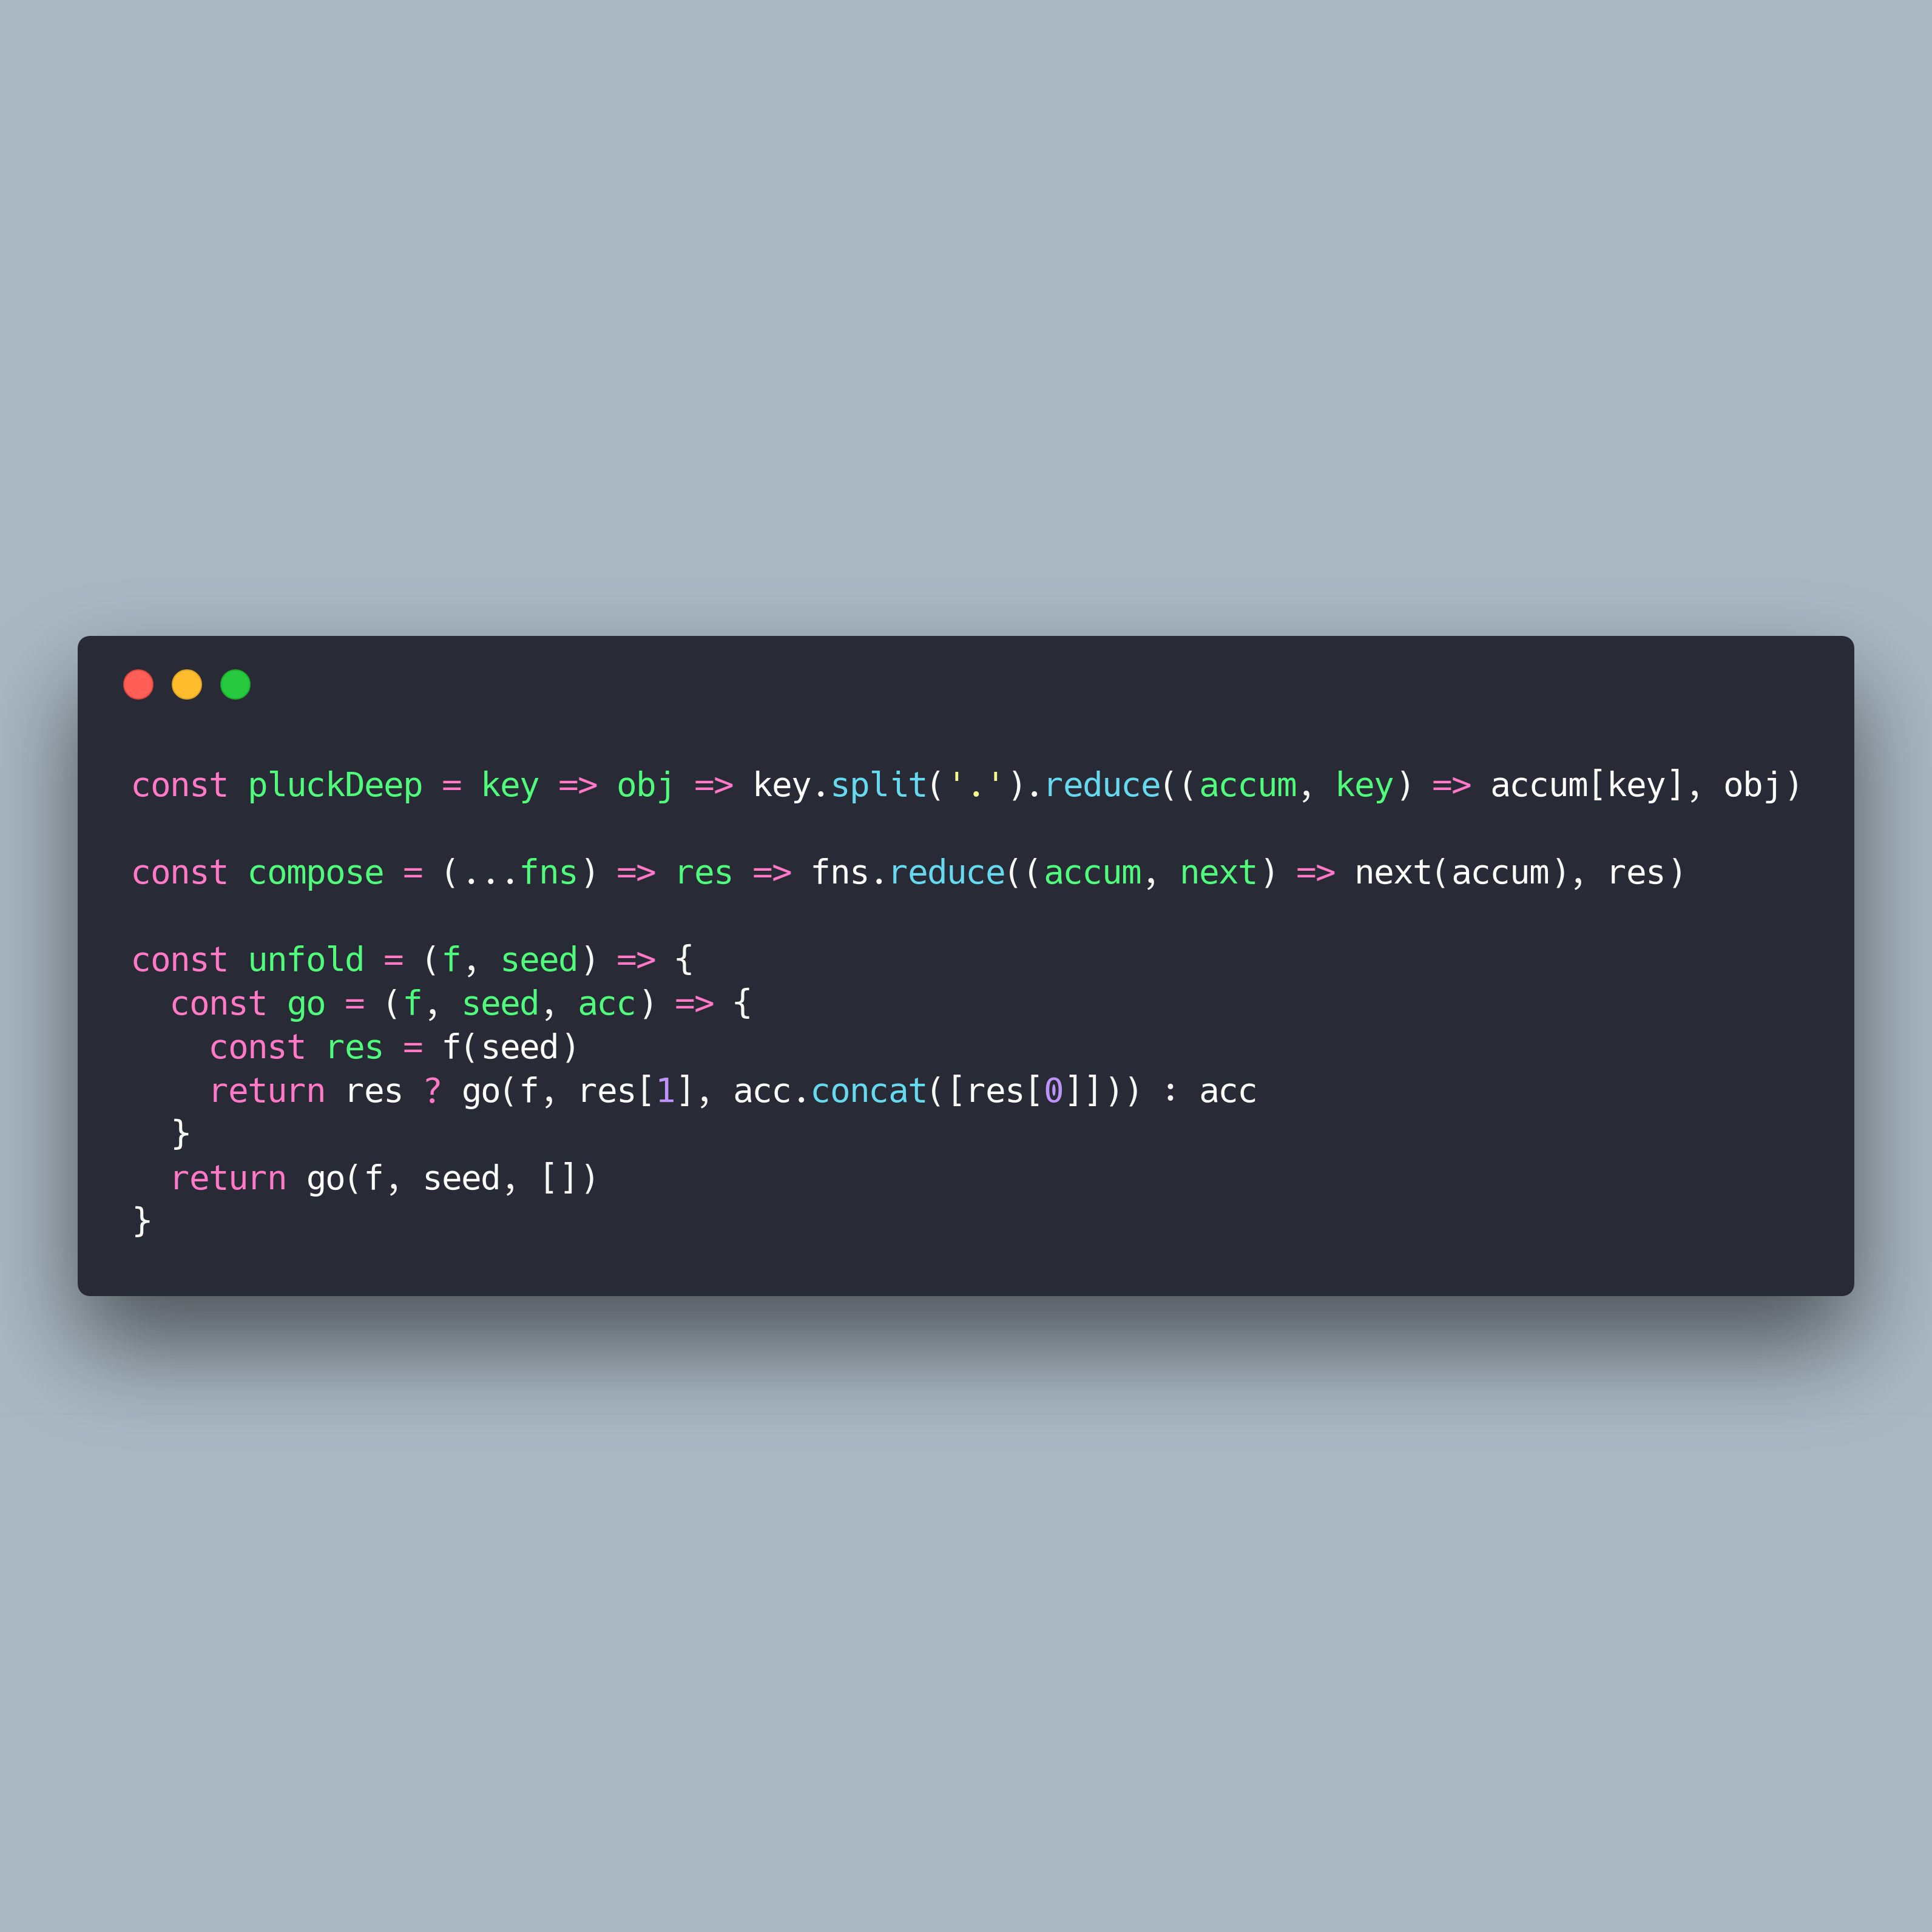 const pluckDeep = key => obj => key.split('.').reduce((accum, key) => accum[key], obj)

const compose = (...fns) => res => fns.reduce((accum, next) => next(accum), res)

const unfold = (f, seed) => {
  const go = (f, seed, acc) => {
    const res = f(seed)
    return res ? go(f, res[1], acc.concat([res[0]])) : acc
  }
  return go(f, seed, [])
}